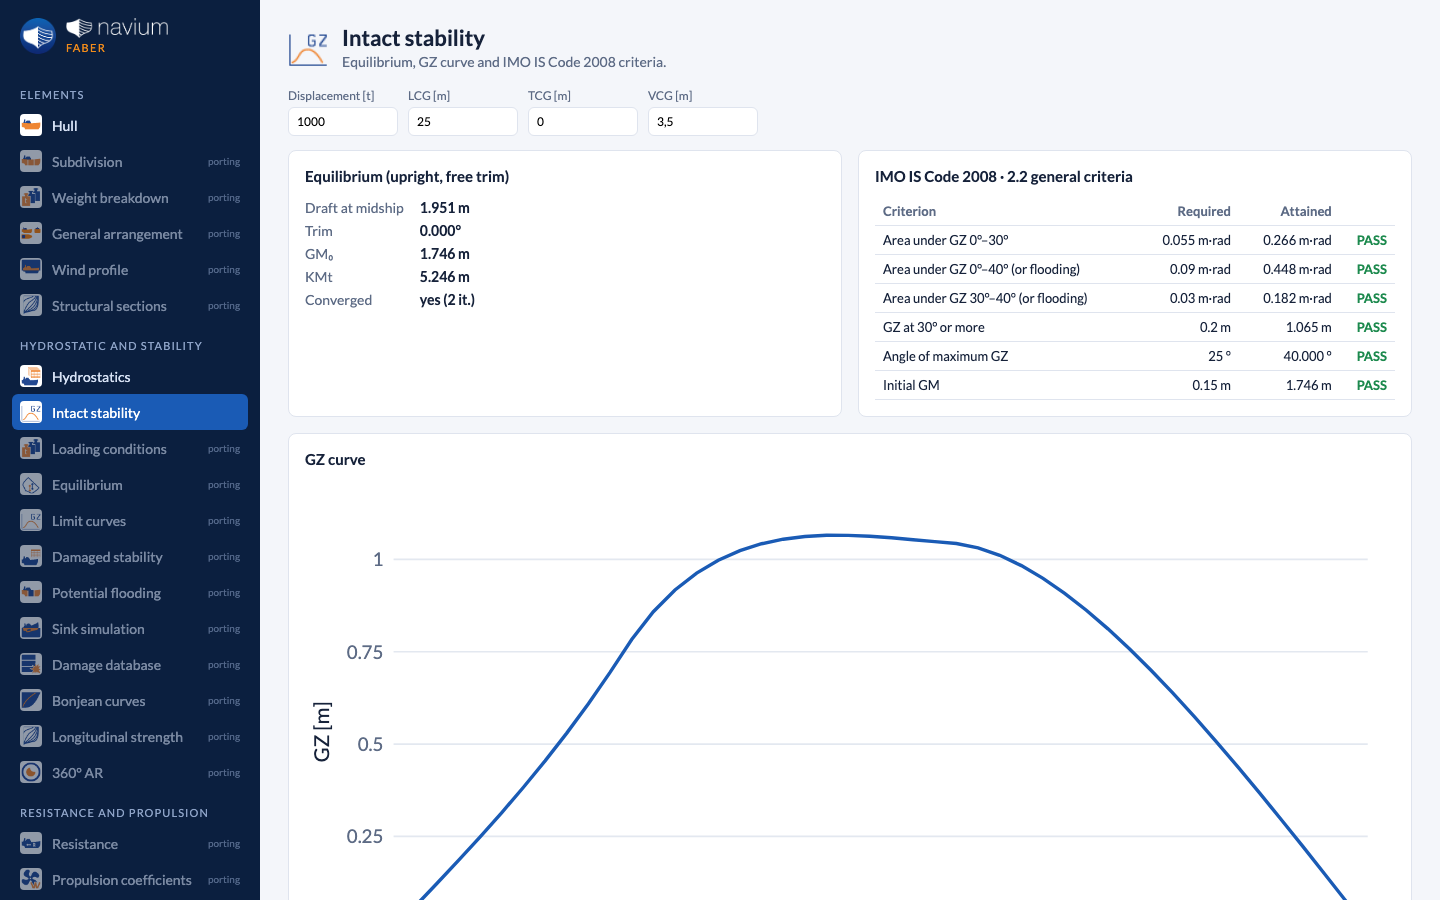 navium
FABER
ELEMENTS
Hull
Subdivision porting
Weight breakdown porting
General arrangement porting
Wind profile porting
Structural sections porting
HYDROSTATIC AND STABILITY
Hydrostatics
GZ Intact stability
Loading conditions porting
Equilibrium porting
GZ Limit curves porting
Damaged stability porting
Potential flooding porting
Sink simulation porting
Damage database porting
Bonjean curves porting
Longitudinal strength porting
360° AR porting
RESISTANCE AND PROPULSION
Resistance porting
Propulsion coefficients porting
GZ
Intact stability
Equilibrium, GZ curve and IMO IS Code 2008 criteria.
Displacement [t] LCG [m] TCG [m] VCG [m]
1000 25 0 3,5
Equilibrium (upright, free trim)
Draft at midship 1.951 m
Trim 0.000°
GM₀ 1.746 m
KMt 5.246 m
Converged yes (2 it.)
IMO IS Code 2008 · 2.2 general criteria
Criterion Required Attained
Area under GZ 0°–30° 0.055 m·rad 0.266 m·rad PASS
Area under GZ 0°–40° (or flooding) 0.09 m·rad 0.448 m·rad PASS
Area under GZ 30°–40° (or flooding) 0.03 m·rad 0.182 m·rad PASS
GZ at 30° or more 0.2 m 1.065 m PASS
Angle of maximum GZ 25 ° 40.000 ° PASS
Initial GM 0.15 m 1.746 m PASS
GZ curve
1
0.75
0.5
0.25
GZ [m]